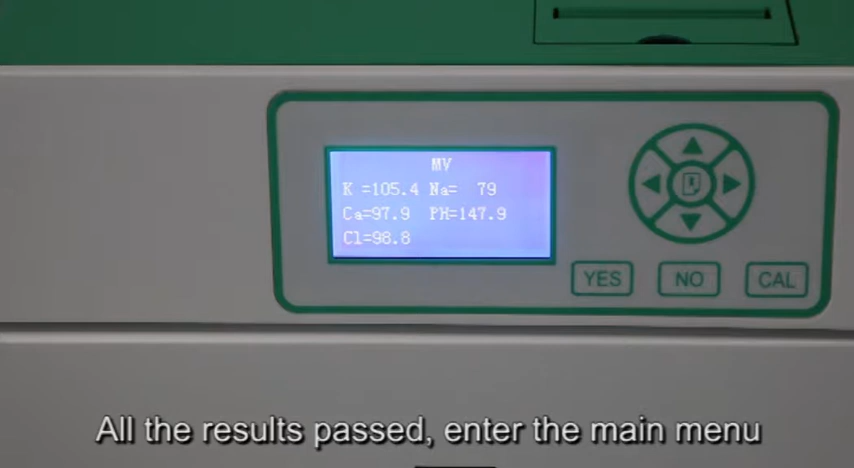 MV
K =105.4 Na= 79
Ca=97.9 PH=147.9
Cl=98.8
YES NO CAL
All the results passed, enter the main menu